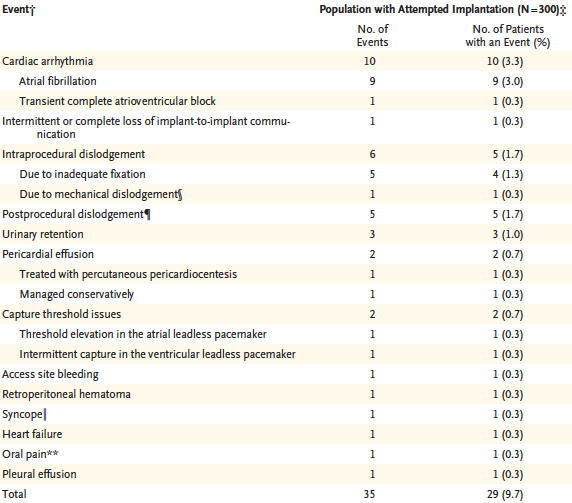 Event† Population with Attempted Implantation (N=300)‡
No. of Events No. of Patients with an Event (%)
Cardiac arrhythmia 10 10 (3.3)
Atrial fibrillation 9 9 (3.0)
Transient complete atrioventricular block 1 1 (0.3)
Intermittent or complete loss of implant-to-implant commu-
nication 1 1 (0.3)
Intraprocedural dislodgement 6 5 (1.7)
Due to inadequate fixation 5 4 (1.3)
Due to mechanical dislodgement§ 1 1 (0.3)
Postprocedural dislodgement¶ 5 5 (1.7)
Urinary retention 3 3 (1.0)
Pericardial effusion 2 2 (0.7)
Treated with percutaneous pericardiocentesis 1 1 (0.3)
Managed conservatively 1 1 (0.3)
Capture threshold issues 2 2 (0.7)
Threshold elevation in the atrial leadless pacemaker 1 1 (0.3)
Intermittent capture in the ventricular leadless pacemaker 1 1 (0.3)
Access site bleeding 1 1 (0.3)
Retroperitoneal hematoma 1 1 (0.3)
Syncope‖ 1 1 (0.3)
Heart failure 1 1 (0.3)
Oral pain** 1 1 (0.3)
Pleural effusion 1 1 (0.3)
Total 35 29 (9.7)